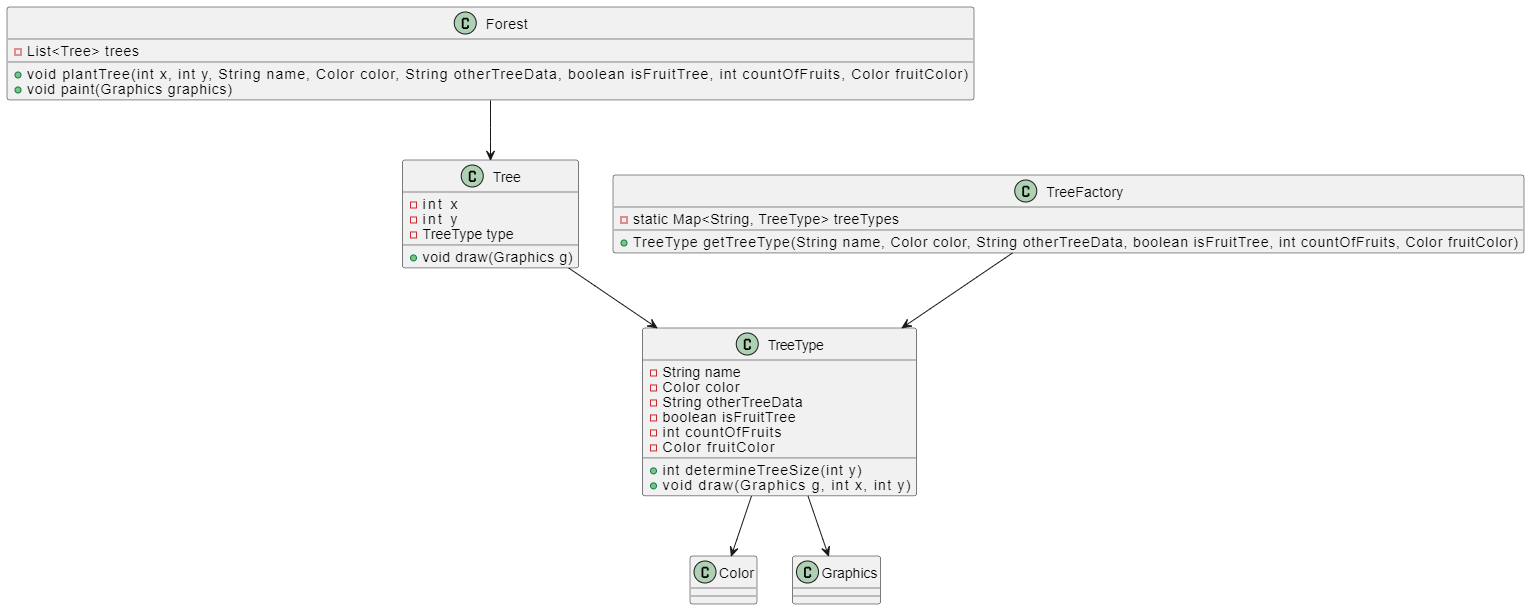 C Forest
List<Tree> trees
void plantTree(int x, int y, String name, Color color, String otherTreeData, boolean isFruitTree, int countOfFruits, Color fruitColor)
void paint(Graphics graphics)
C Tree
int x
int y
TreeType type
void draw(Graphics g)
C TreeFactory
static Map<String, TreeType> treeTypes
TreeType getTreeType(String name, Color color, String otherTreeData, boolean isFruitTree, int countOfFruits, Color fruitColor)
C TreeType
String name
Color color
String otherTreeData
boolean isFruitTree
int countOfFruits
Color fruitColor
int determineTreeSize(int y)
void draw(Graphics g, int x, int y)
C Color
C Graphics